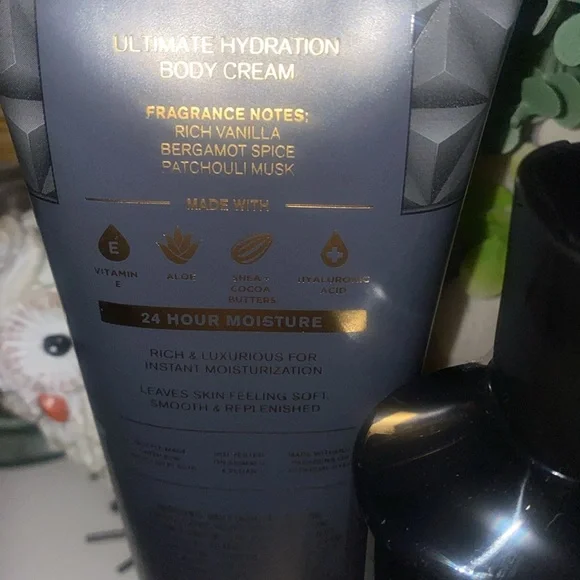 ULTIMATE HYDRATION
BODY CREAM
FRAGRANCE NOTES:
RICH VANILLA
BERGAMOT SPICE
PATCHOULI MUSK
MADE WITH
E
VITAMIN
E
ALOE
SHEA +
COCOA
BUTTERS
HYALURONIC
ACID
24 HOUR MOISTURE
RICH & LUXURIOUS FOR
INSTANT MOISTURIZATION
LEAVES SKIN FEELING SOFT,
SMOOTH & REPLENISHED